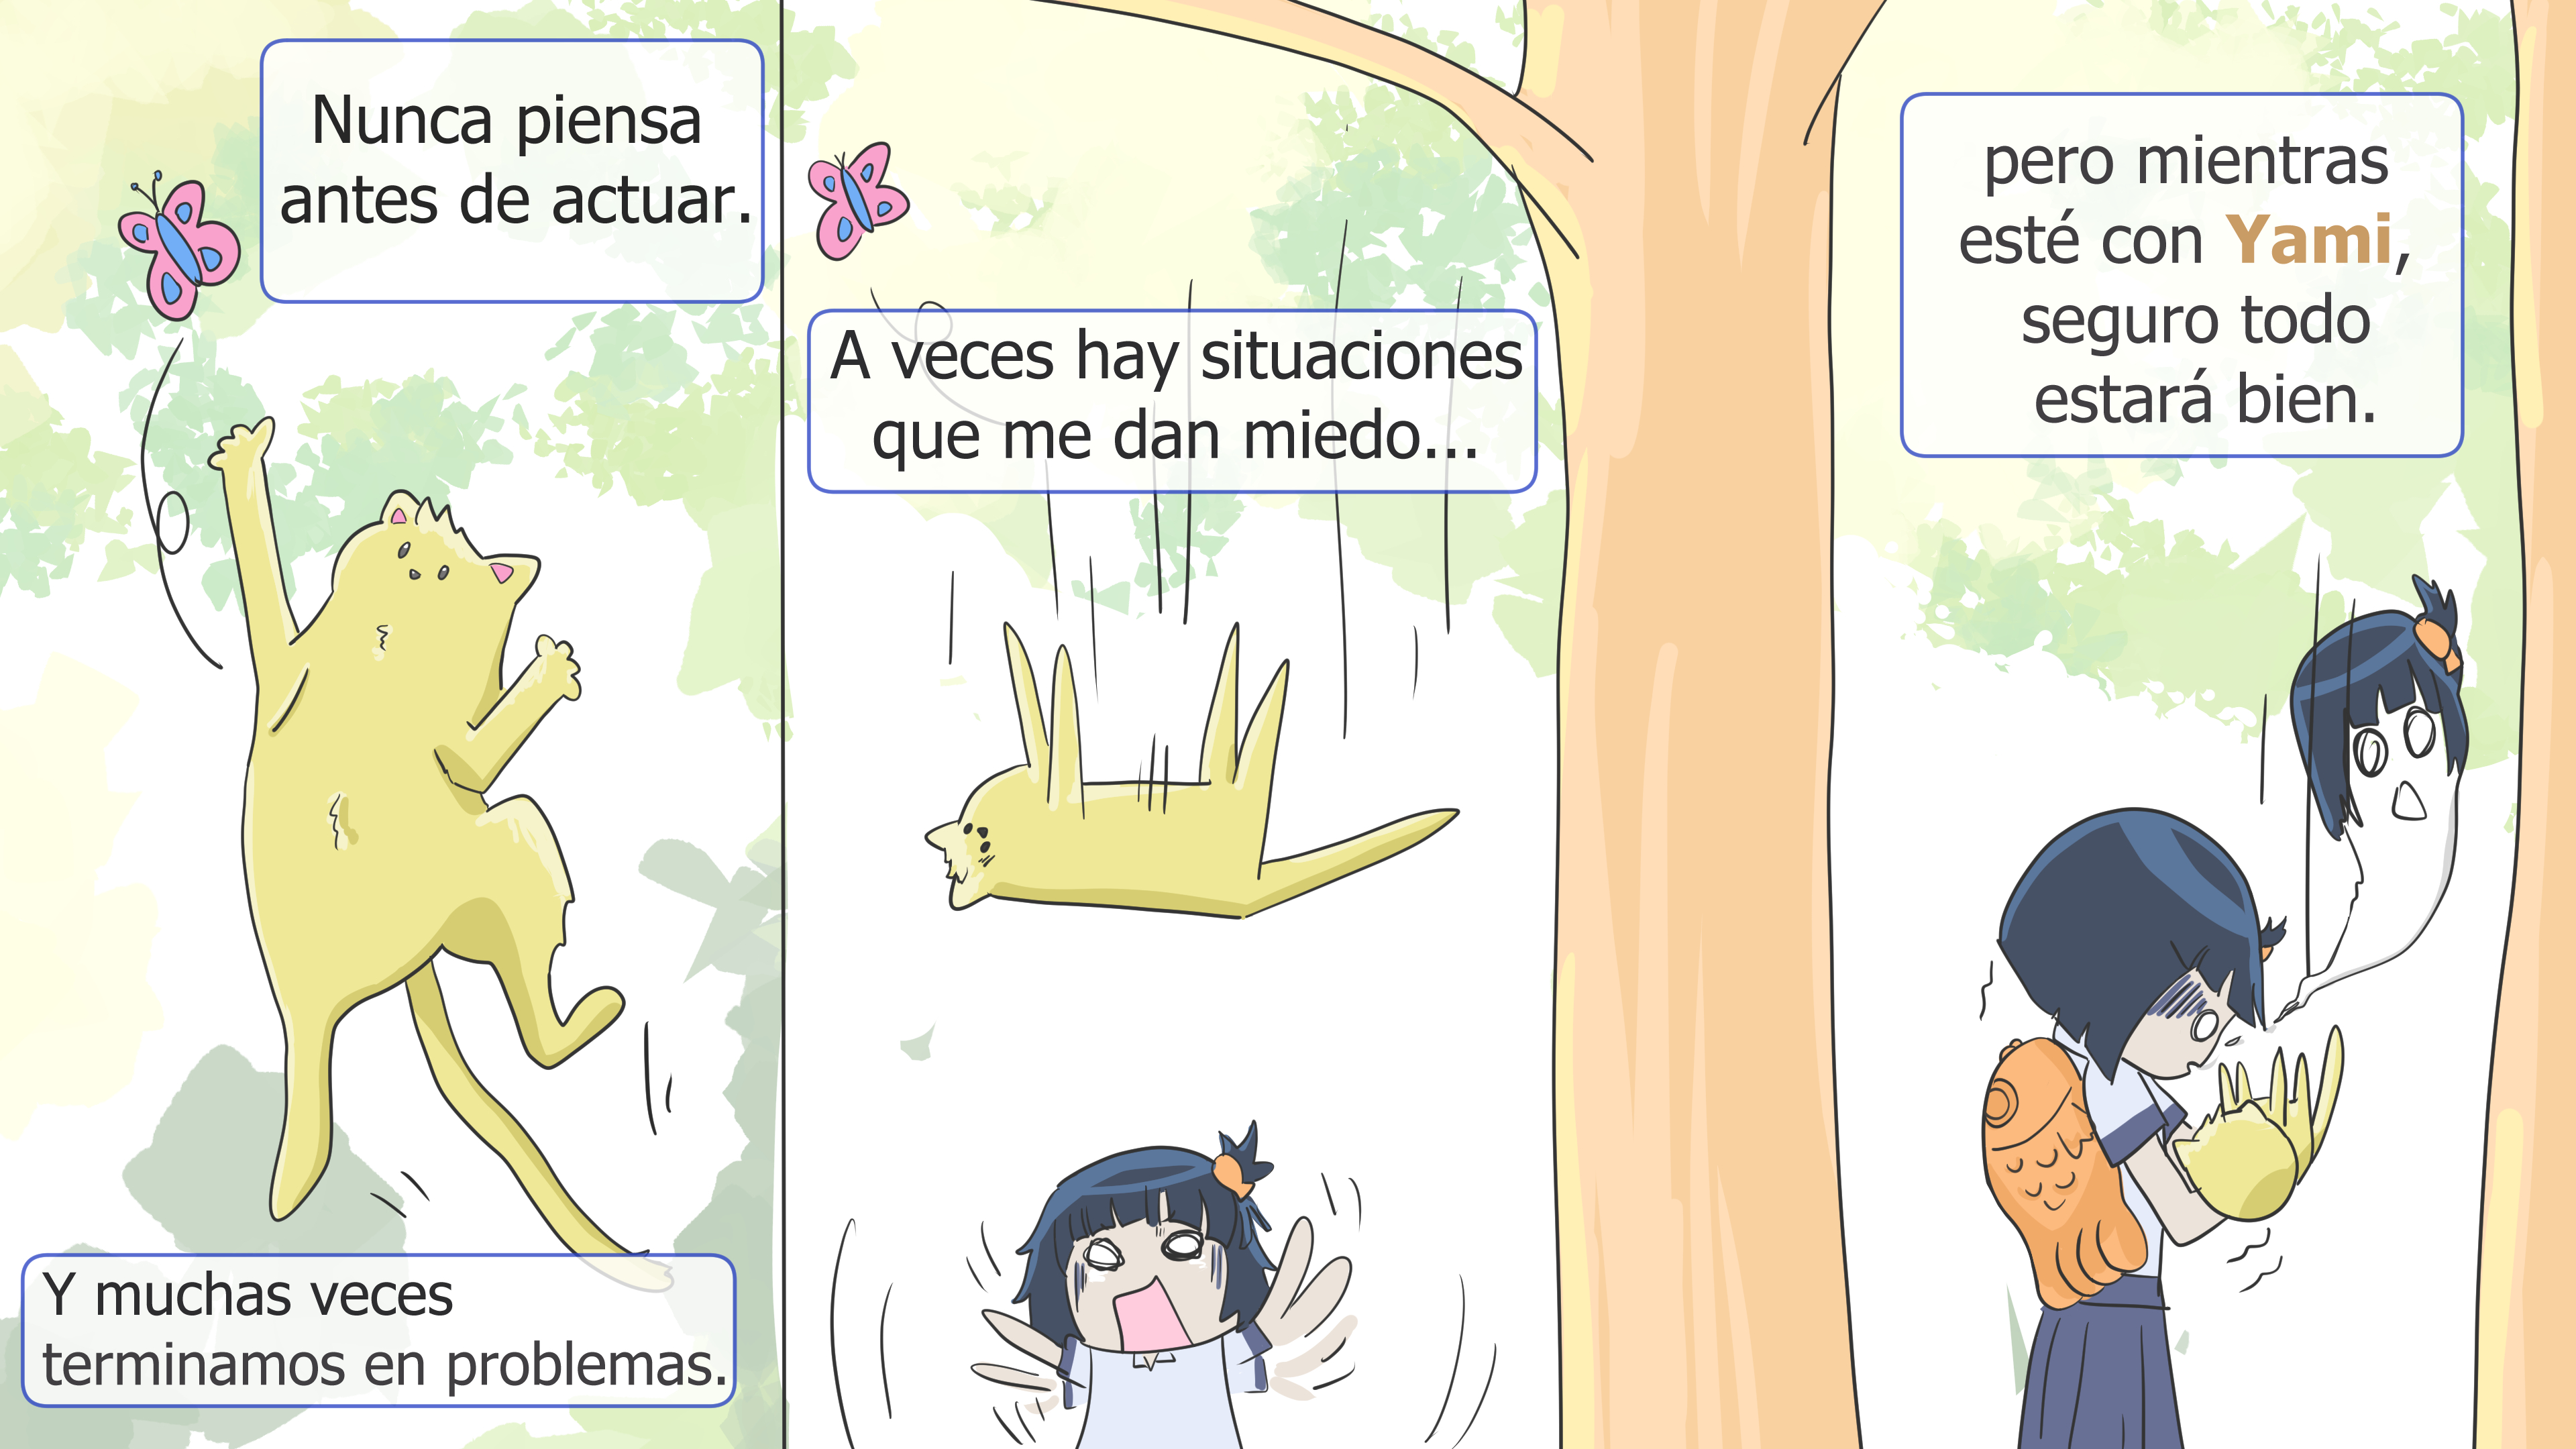 Nunca piensa
antes de actuar.
Y muchas veces
terminamos en problemas.
A veces hay situaciones
que me dan miedo...
pero mientras
esté con Yami,
seguro todo
estará bien.